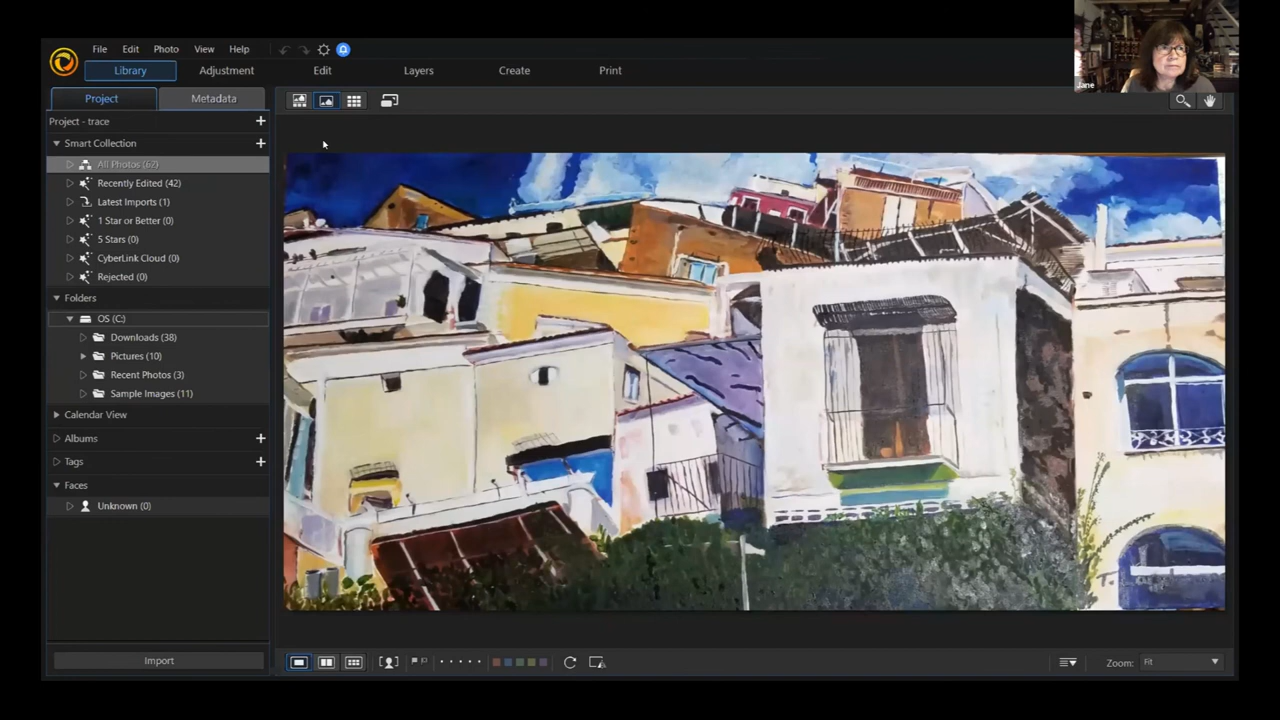 File Edit Photo View Help
Library Adjustment Edit Layers Create Print
Jane
Project Metadata
Project - trace
Smart Collection
All Photos (62)
Recently Edited (42)
Latest Imports (1)
1 Star or Better (0)
5 Stars (0)
CyberLink Cloud (0)
Rejected (0)
Folders
OS (C:)
Downloads (38)
Pictures (10)
Recent Photos (3)
Sample Images (11)
Calendar View
Albums
Tags
Faces
Unknown (0)
Import
Zoom: Fit